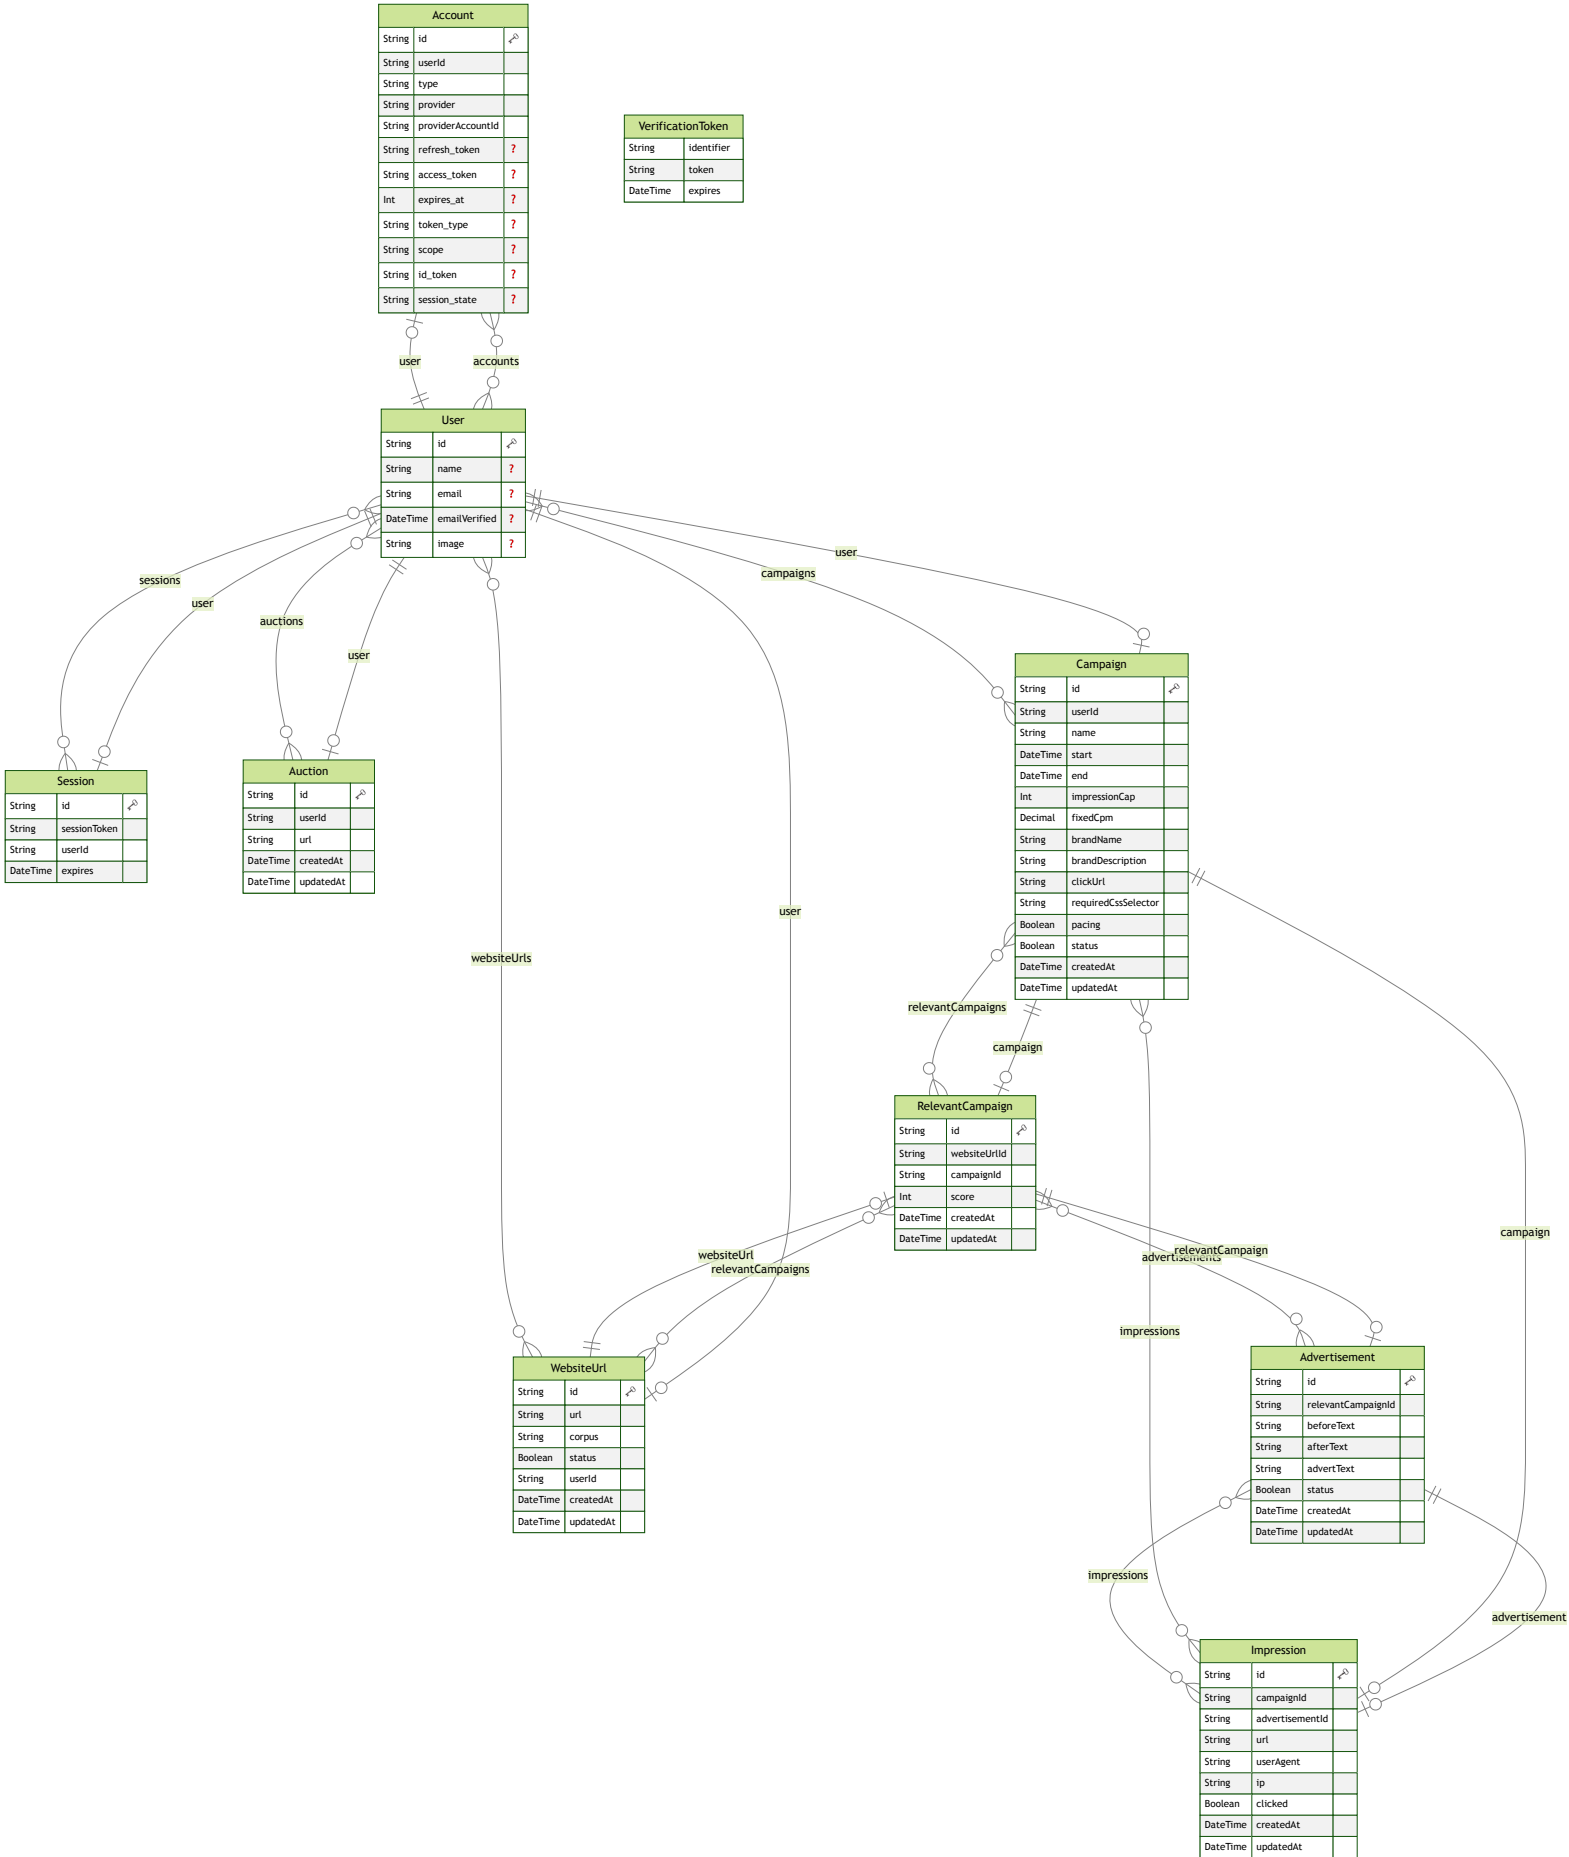 Account
String id
String userId
String type
String provider
String providerAccountId
String refresh_token ?
String access_token ?
Int expires_at ?
String token_type ?
String scope ?
String id_token ?
String session_state ?
VerificationToken
String identifier
String token
DateTime expires
user
accounts
User
String id
String name ?
String email ?
DateTime emailVerified ?
String image ?
user
campaigns
sessions
user
auctions
user
Campaign
String id
String userId
String name
DateTime start
DateTime end
Int impressionCap
Decimal fixedCpm
String brandName
String brandDescription
String clickUrl
String requiredCssSelector
Boolean pacing
Boolean status
DateTime createdAt
DateTime updatedAt
Session
String id
String sessionToken
String userId
DateTime expires
Auction
String id
String userId
String url
DateTime createdAt
DateTime updatedAt
user
websiteUrls
relevantCampaigns
campaign
RelevantCampaign
String id
String websiteUrlId
String campaignId
Int score
DateTime createdAt
DateTime updatedAt
campaign
websiteUrl
relevantCampaigns
relevantCampaign
advertisements
impressions
WebsiteUrl
String id
String url
String corpus
Boolean status
String userId
DateTime createdAt
DateTime updatedAt
Advertisement
String id
String relevantCampaignId
String beforeText
String afterText
String advertText
Boolean status
DateTime createdAt
DateTime updatedAt
impressions
advertisement
Impression
String id
String campaignId
String advertisementId
String url
String userAgent
String ip
Boolean clicked
DateTime createdAt
DateTime updatedAt